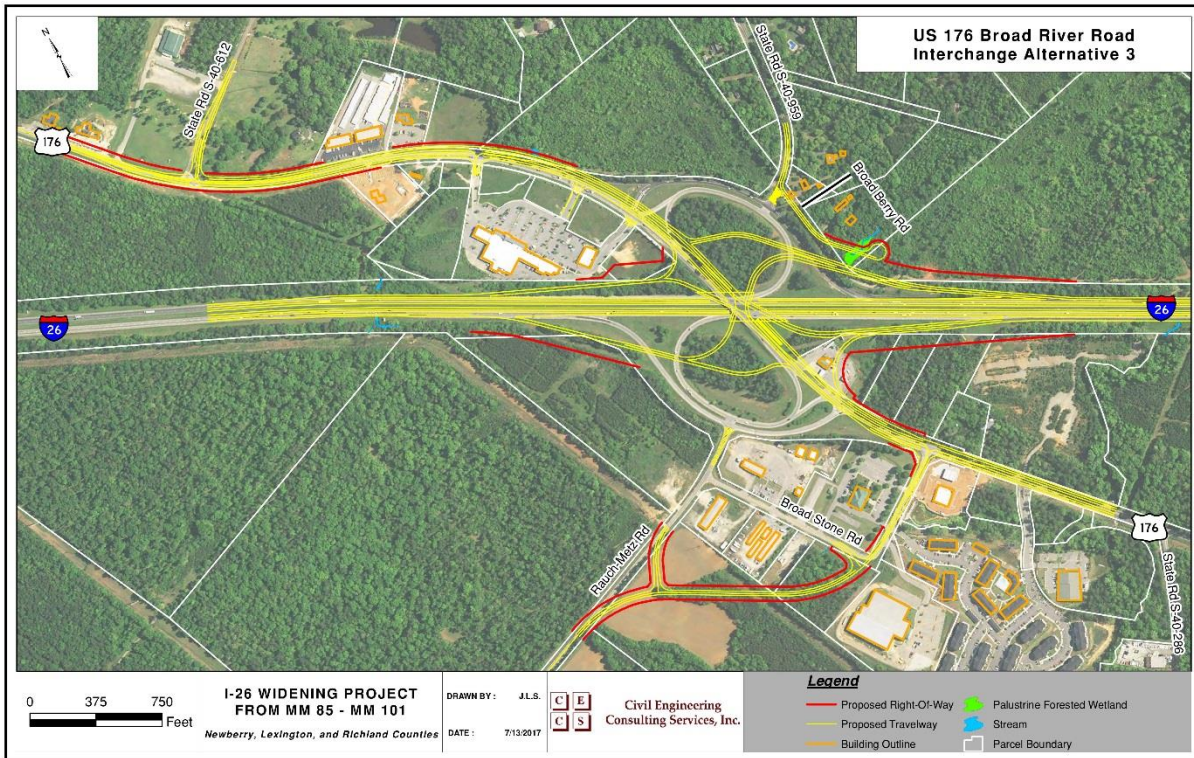 N
US 176 Broad River Road
Interchange Alternative 3
State Rd S-40-612
State Rd S-40-959
176
Broad Berry Rd
26
26
Broad Stone Rd
Rauch-Metz Rd
176
State Rd S-40-286
0 375 750
Feet
I-26 WIDENING PROJECT
FROM MM 85 - MM 101
Newberry, Lexington, and Richland Counties
DRAWN BY : J.L.S.
DATE : 7/13/2017
C E
C S
Civil Engineering
Consulting Services, Inc.
Legend
Proposed Right-Of-Way
Proposed Travelway
Building Outline
Palustrine Forested Wetland
Stream
Parcel Boundary